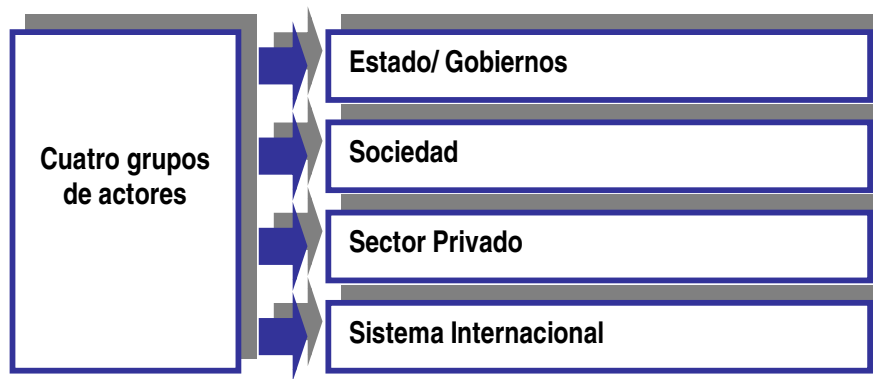 Cuatro grupos
de actores
Estado/ Gobiernos
Sociedad
Sector Privado
Sistema Internacional